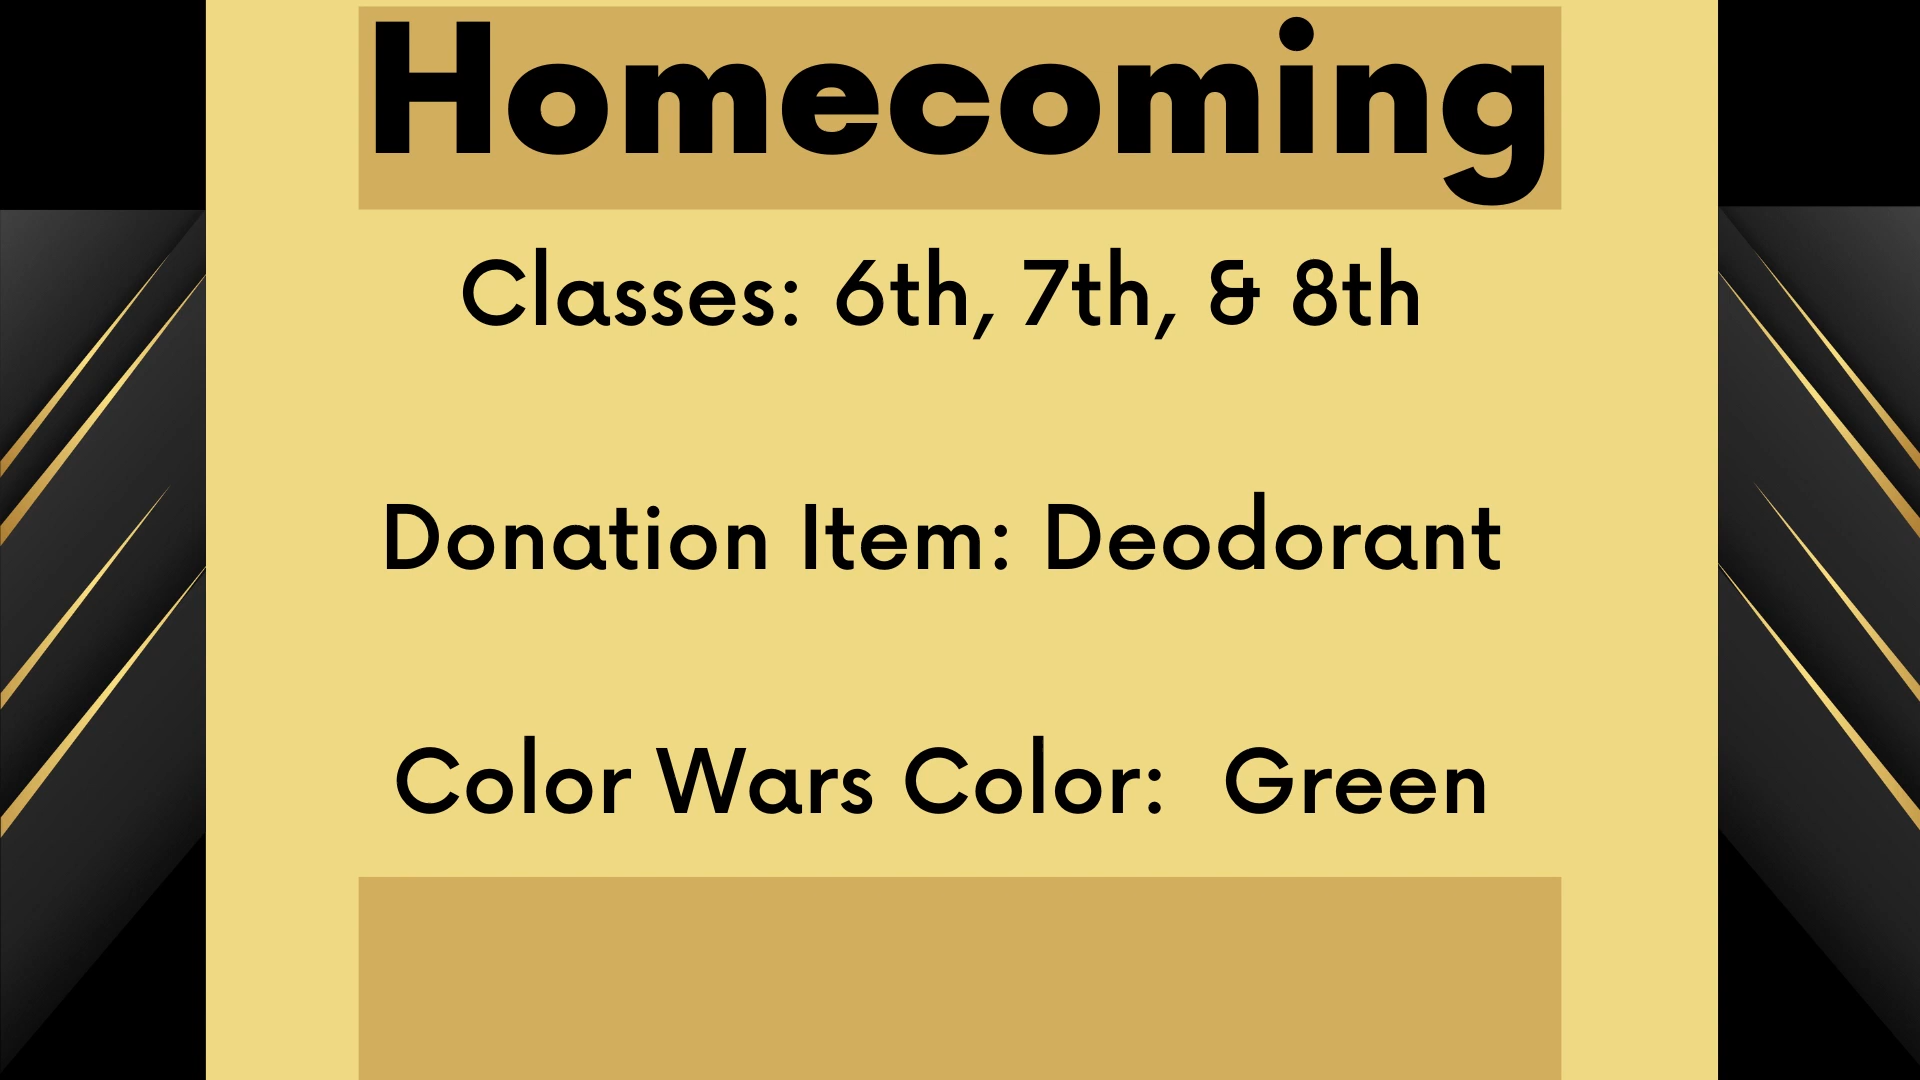 Homecoming
Classes: 6th, 7th, & 8th
Donation Item: Deodorant
Color Wars Color:  Green